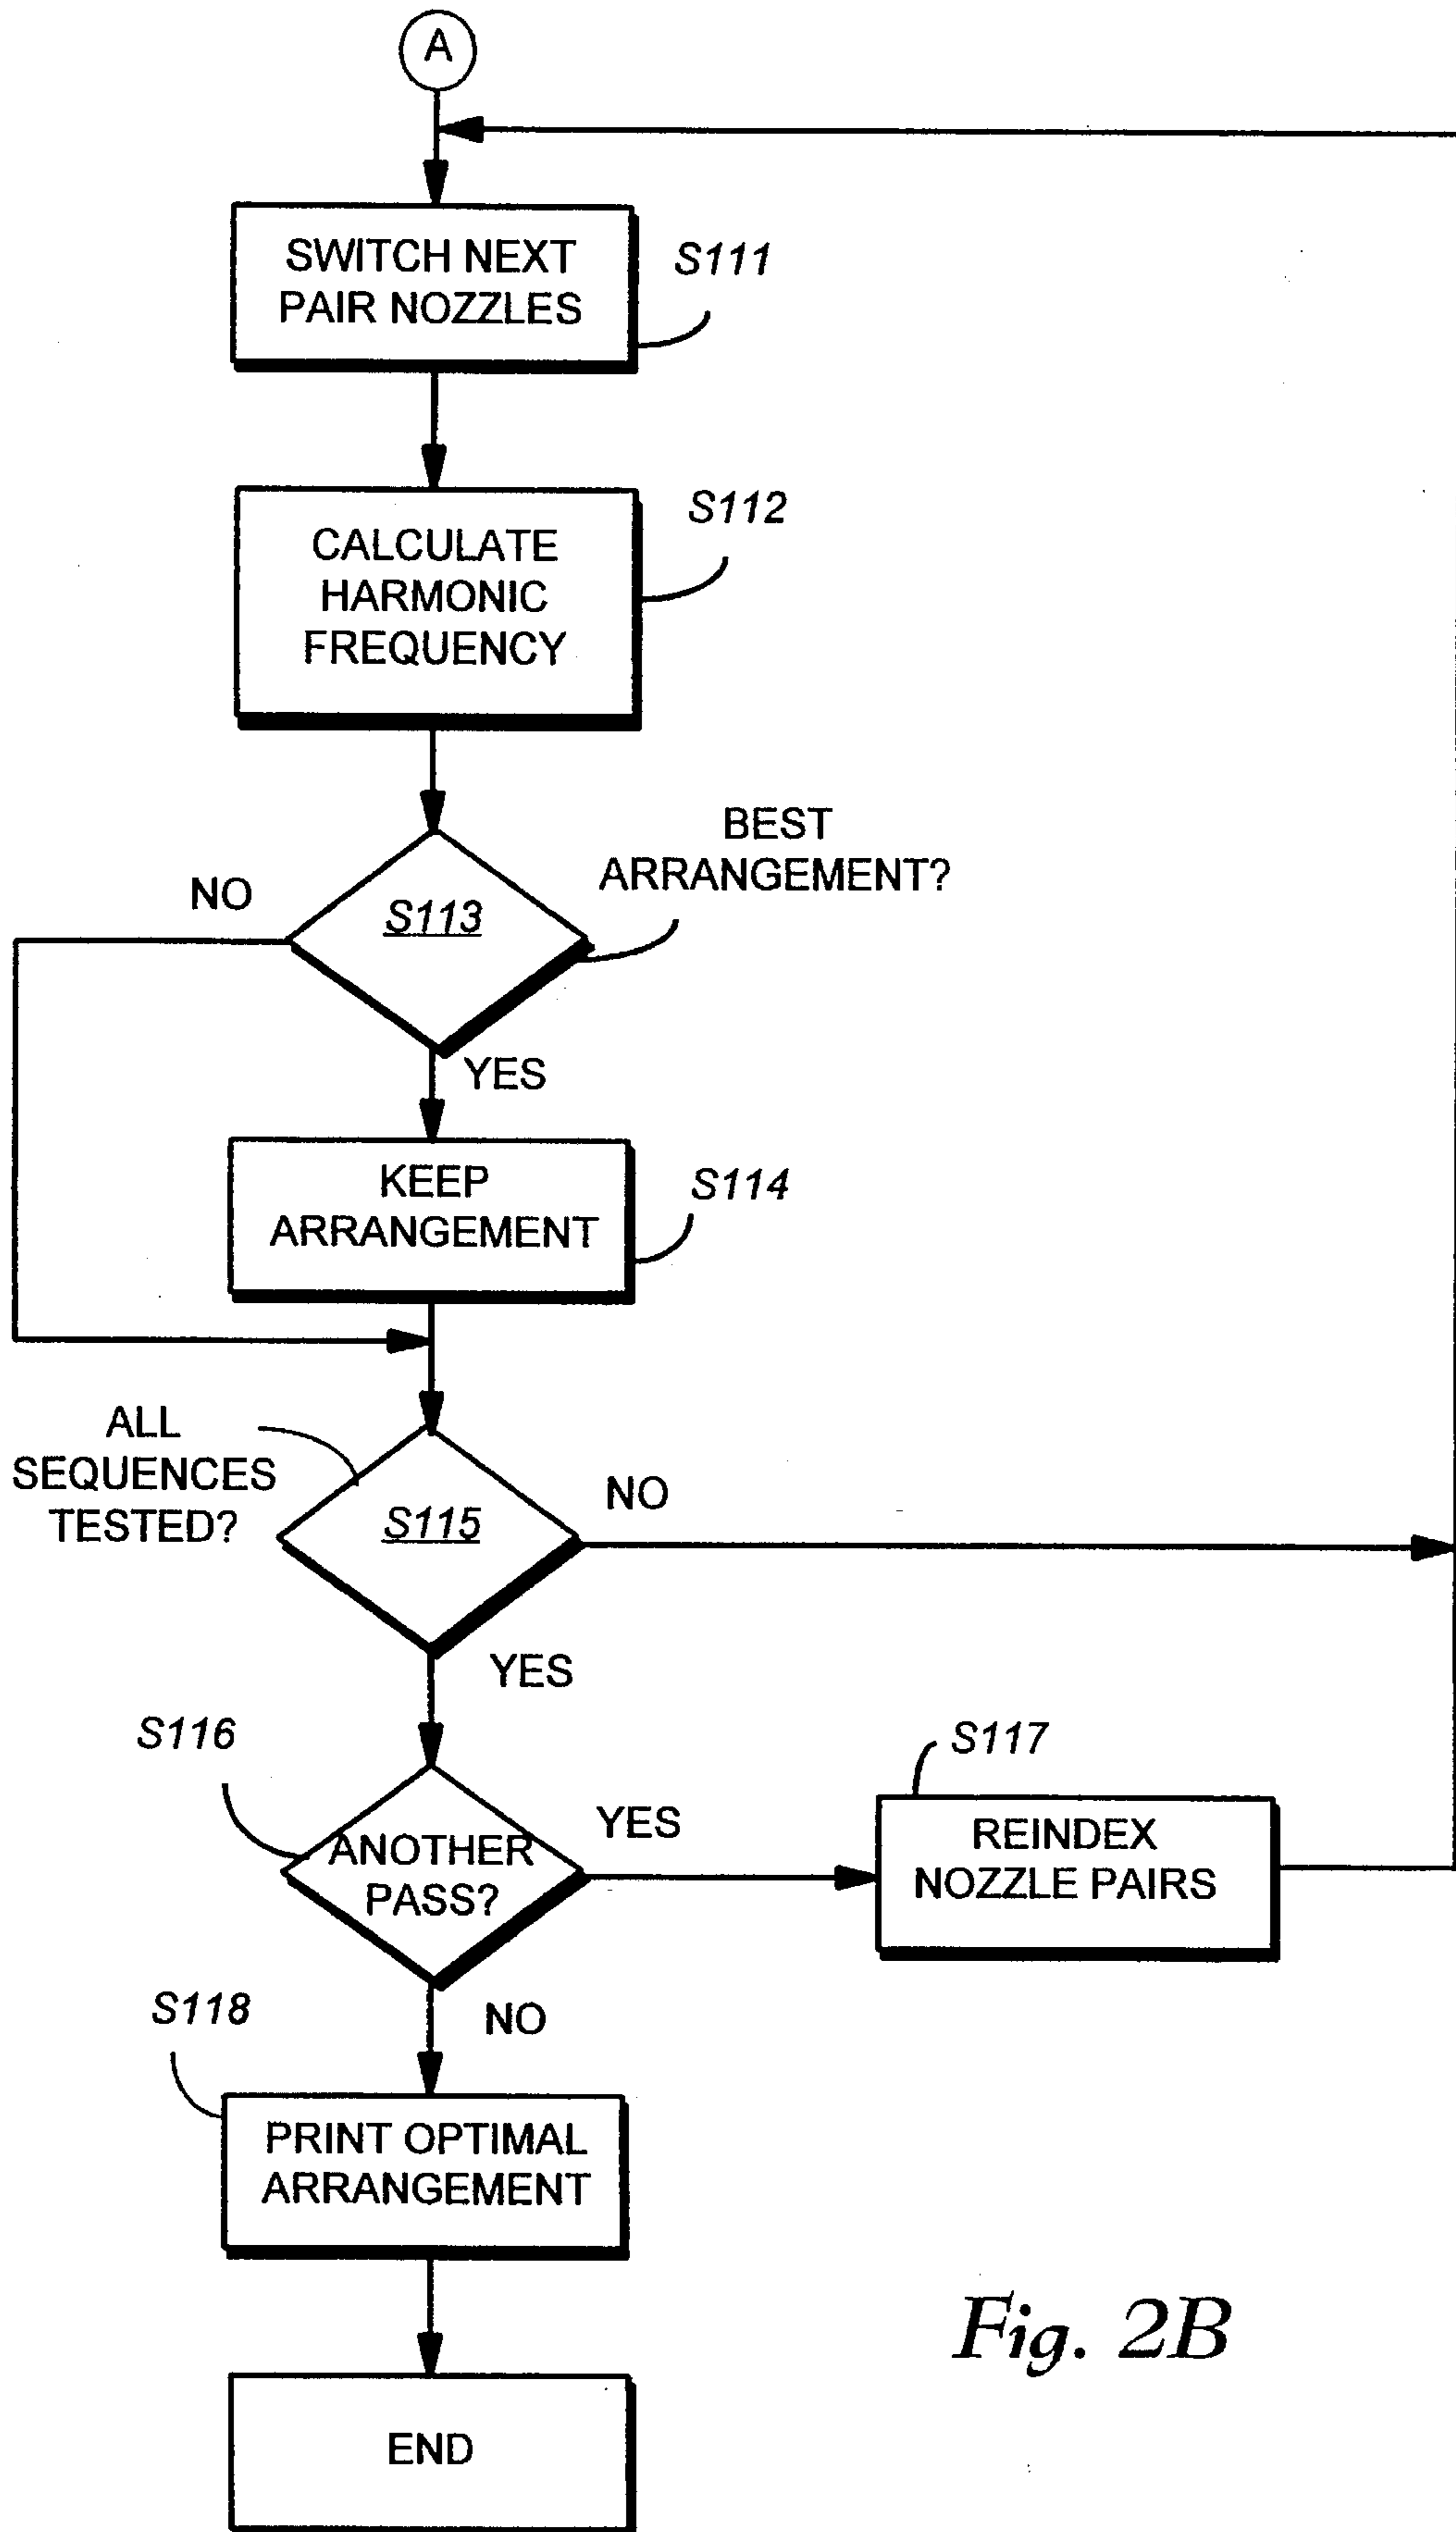 A
SWITCH NEXT
PAIR NOZZLES
S111
CALCULATE
HARMONIC
FREQUENCY
S112
BEST
ARRANGEMENT?
NO
S113
YES
KEEP
ARRANGEMENT
S114
ALL
SEQUENCES
TESTED?
S115
NO
YES
S116
ANOTHER
PASS?
YES
S117
REINDEX
NOZZLE PAIRS
NO
S118
PRINT OPTIMAL
ARRANGEMENT
END
Fig. 2B